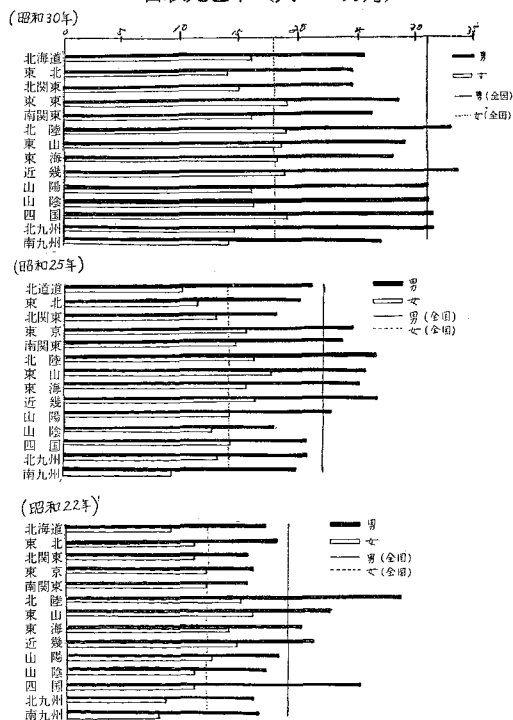 (昭和30年)
0 5 10 15 20 25 30 35
北海道
東 北
北関東
東 東
南関東
北 陸
東 山
東 海
近 畿
山 陽
山 陰
四 国
北九州
南九州
男
女
男(全国)
女(全国)
(昭和25年)
北道道
東 北
北関東
東 京
南関東
北 陸
東 山
東 海
近 畿
山 陽
山 陰
四 国
北九州
南九州
男
女
男(全国)
女(全国)
(昭和22年)
北海道
東 北
北関東
東 京
南関東
北 陸
東 山
東 海
近 畿
山 陽
山 陰
四 国
北九州
南九州
男
女
男(全国)
女(全国)